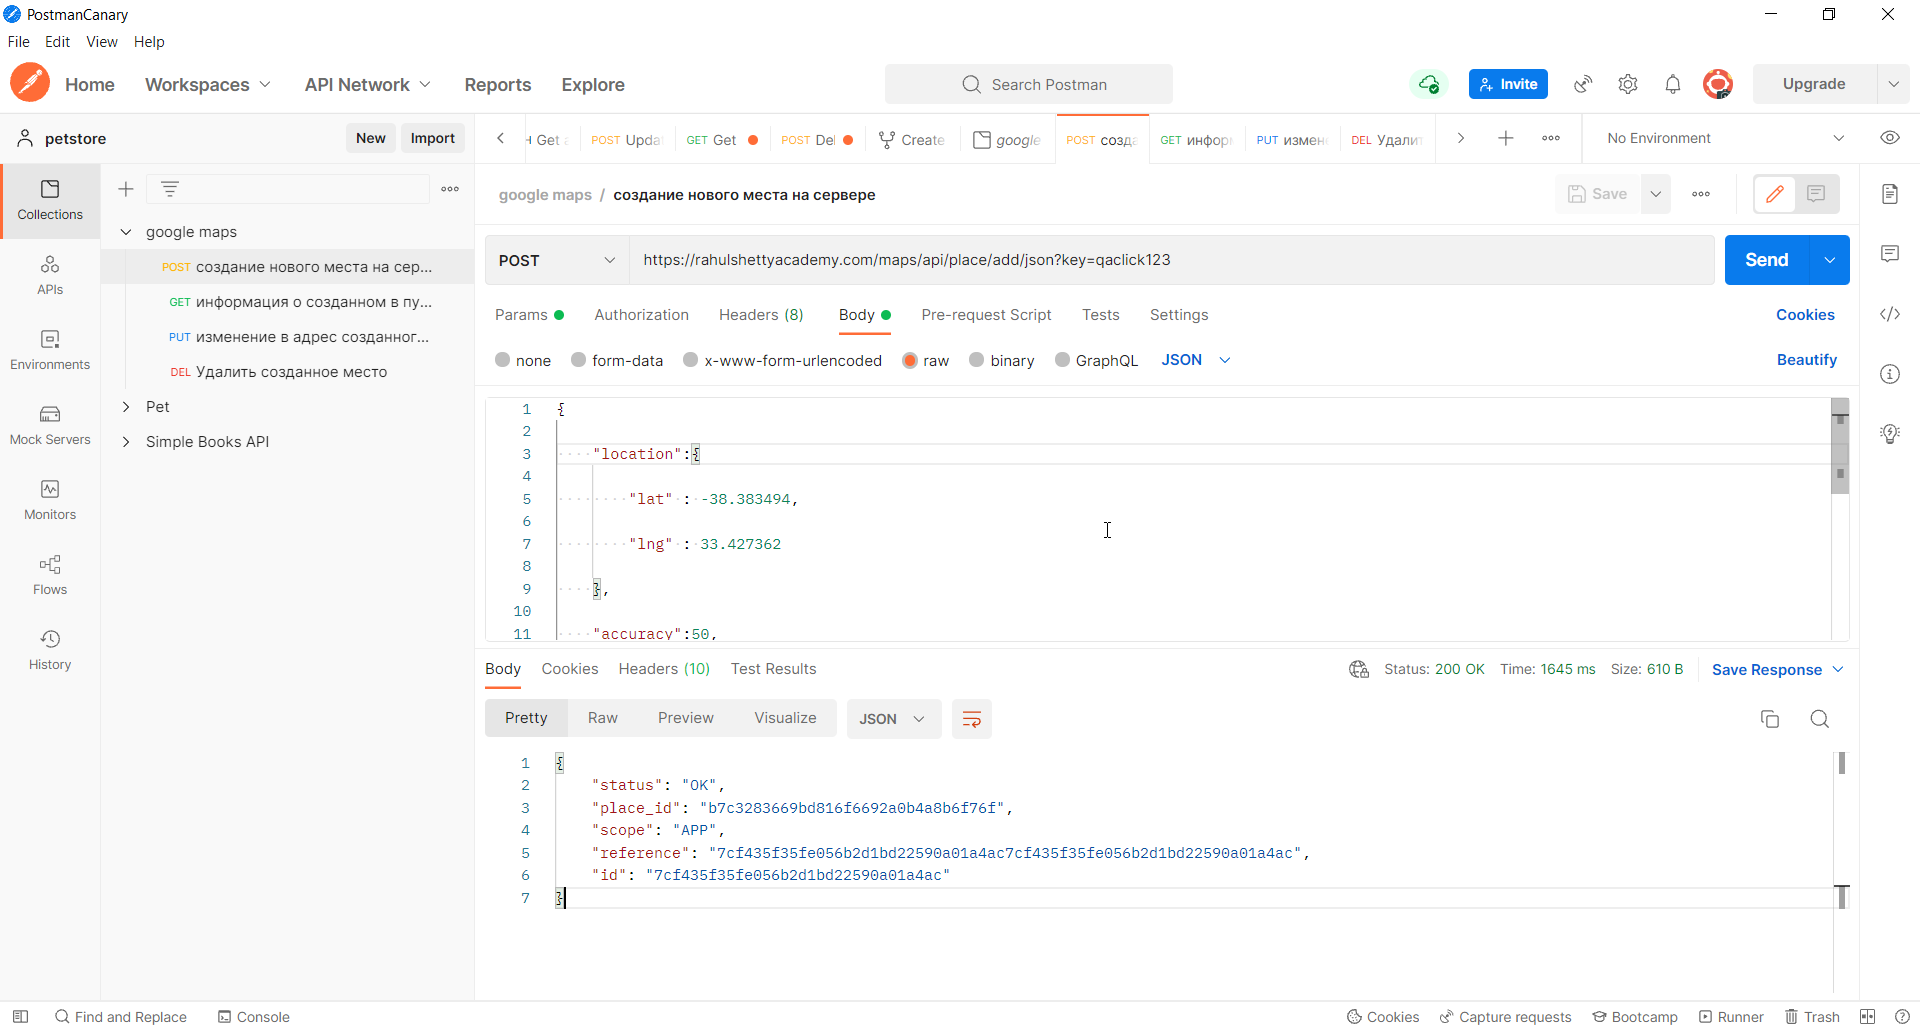 PostmanCanary
File Edit View Help
Home Workspaces API Network Reports Explore
Search Postman
Invite
Upgrade
petstore
New Import
Get
POST Upda
GET Get
POST Del
Create
google
POST созда
GET инфор
PUT измен
DEL Удалит
No Environment
Collections
APIs
Environments
Mock Servers
Monitors
Flows
History
google maps
POST создание нового места на сер...
GET информация о созданном в пу...
PUT изменение в адрес созданног...
DEL Удалить созданное место
Pet
Simple Books API
google maps / создание нового места на сервере
Save
POST https://rahulshettyacademy.com/maps/api/place/add/json?key=qaclick123
Send
Params Authorization Headers (8) Body Pre-request Script Tests Settings
Cookies
none form-data x-www-form-urlencoded raw binary GraphQL JSON
Beautify
1 {
2
3 "location":{
4
5 "lat" : -38.383494,
6
7 "lng" : 33.427362
8
9 },
10
11 "accuracy":50,
Body Cookies Headers (10) Test Results
Status: 200 OK Time: 1645 ms Size: 610 B
Save Response
Pretty Raw Preview Visualize JSON
1 {
2 "status": "OK",
3 "place_id": "b7c3283669bd816f6692a0b4a8b6f76f",
4 "scope": "APP",
5 "reference": "7cf435f35fe056b2d1bd22590a01a4ac7cf435f35fe056b2d1bd22590a01a4ac",
6 "id": "7cf435f35fe056b2d1bd22590a01a4ac"
7 }
Find and Replace Console
Cookies Capture requests Bootcamp Runner Trash